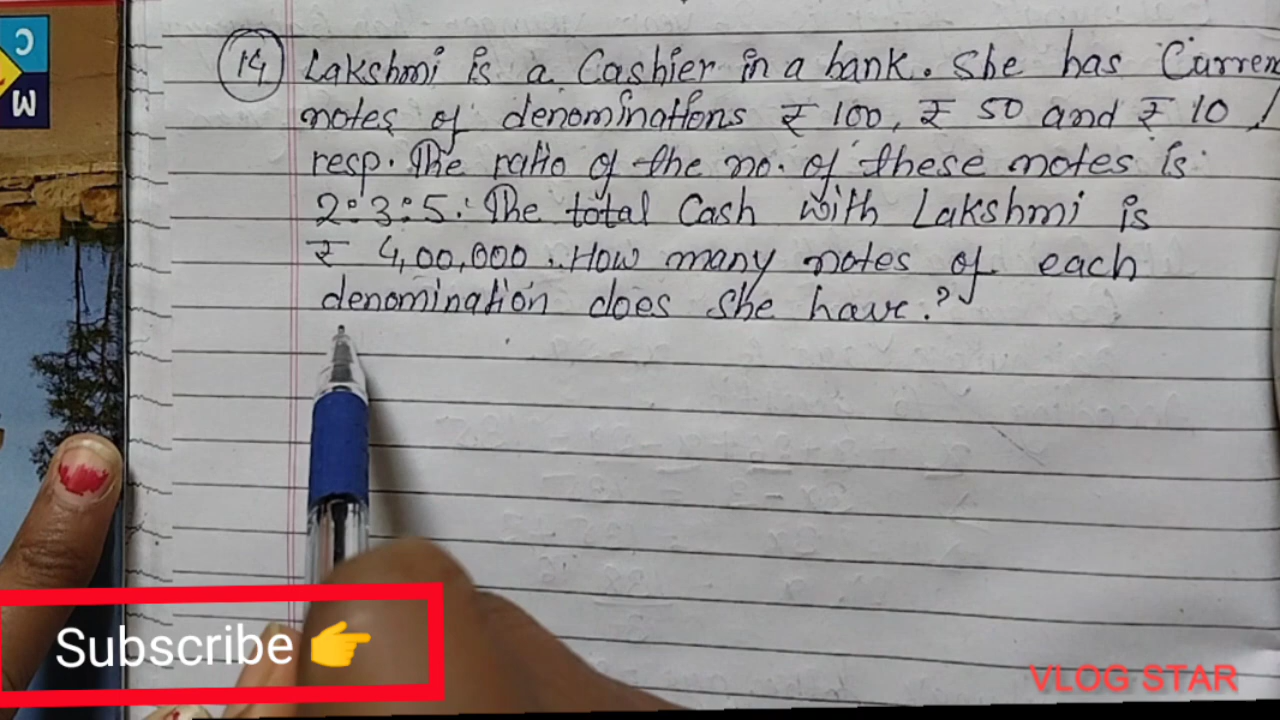 14 Lakshmi is a Cashier in a bank. She has Curren
notes of denominations ₹ 100, ₹ 50 and ₹ 10
resp. The ratio of the no. of these notes is
2:3:5. The total Cash with Lakshmi is
₹ 4,00,000. How many notes of each
denomination does she have?
Subscribe 👉
VLOG STAR